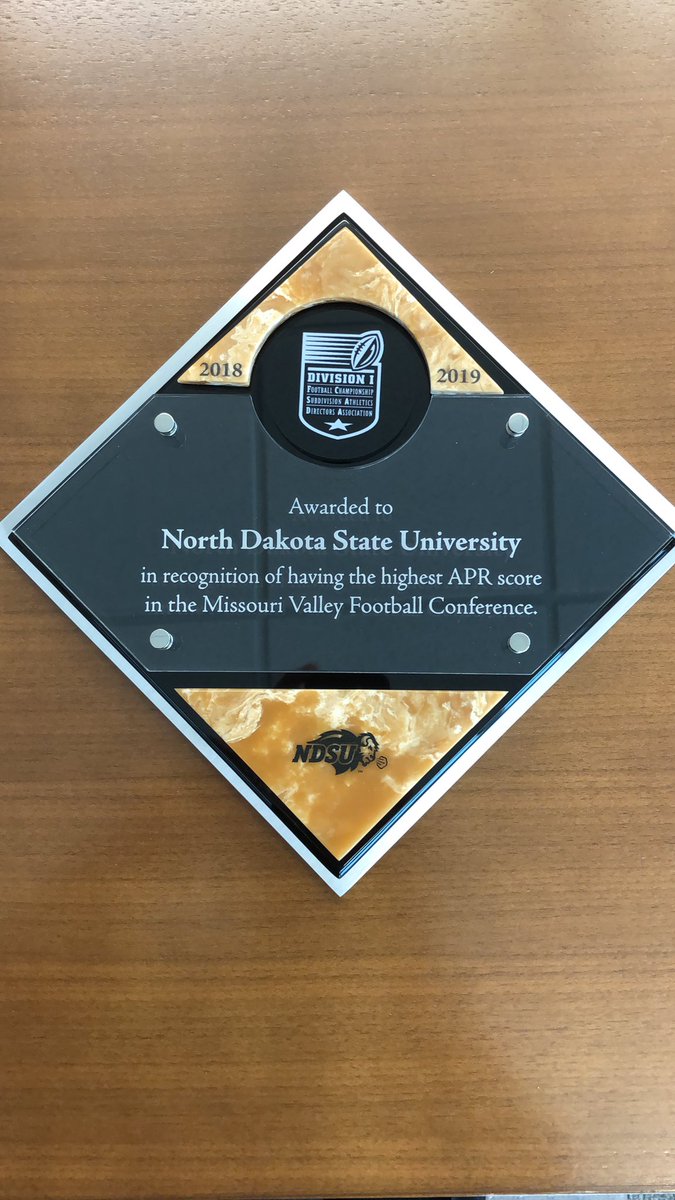 2018
2019
DIVISION I
FOOTBALL CHAMPIONSHIP
SUBDIVISION ATHLETICS
DIRECTORS ASSOCIATION
Awarded to
North Dakota State University
in recognition of having the highest APR score
in the Missouri Valley Football Conference.
NDSU